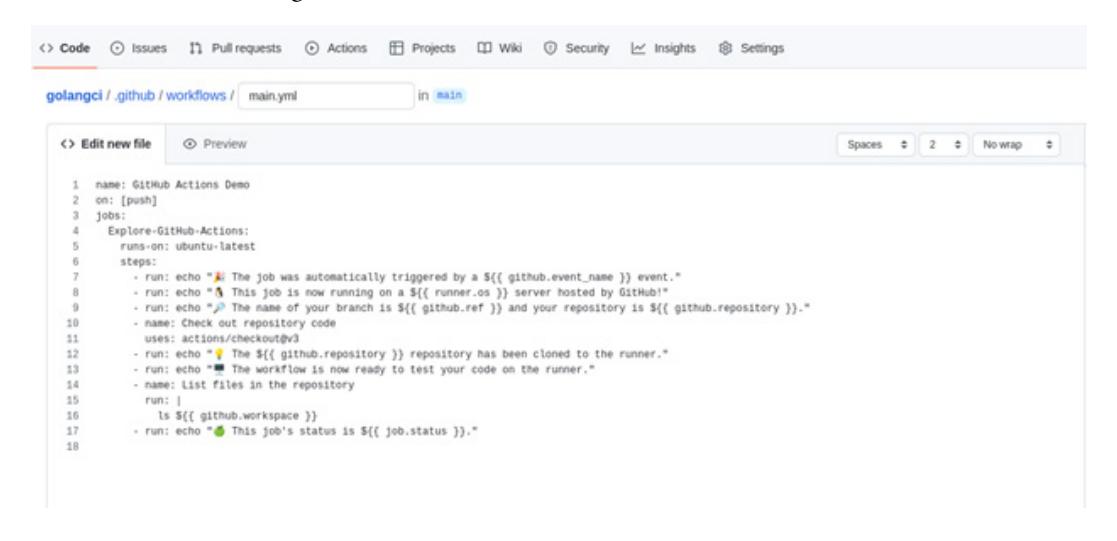 <> Code Issues Pull requests Actions Projects Wiki Security Insights Settings
golangci / .github / workflows / main.yml in main
<> Edit new file Preview Spaces 2 No wrap
1 name: GitHub Actions Demo
2 on: [push]
3 jobs:
4   Explore-GitHub-Actions:
5     runs-on: ubuntu-latest
6     steps:
7       - run: echo "🎉 The job was automatically triggered by a ${{ github.event_name }} event."
8       - run: echo "🐧 This job is now running on a ${{ runner.os }} server hosted by GitHub!"
9       - run: echo "🔎 The name of your branch is ${{ github.ref }} and your repository is ${{ github.repository }}."
10       - name: Check out repository code
11         uses: actions/checkout@v3
12       - run: echo "💡 The ${{ github.repository }} repository has been cloned to the runner."
13       - run: echo "🖥️ The workflow is now ready to test your code on the runner."
14       - name: List files in the repository
15         run: |
16           ls ${{ github.workspace }}
17       - run: echo "🍏 This job's status is ${{ job.status }}."
18